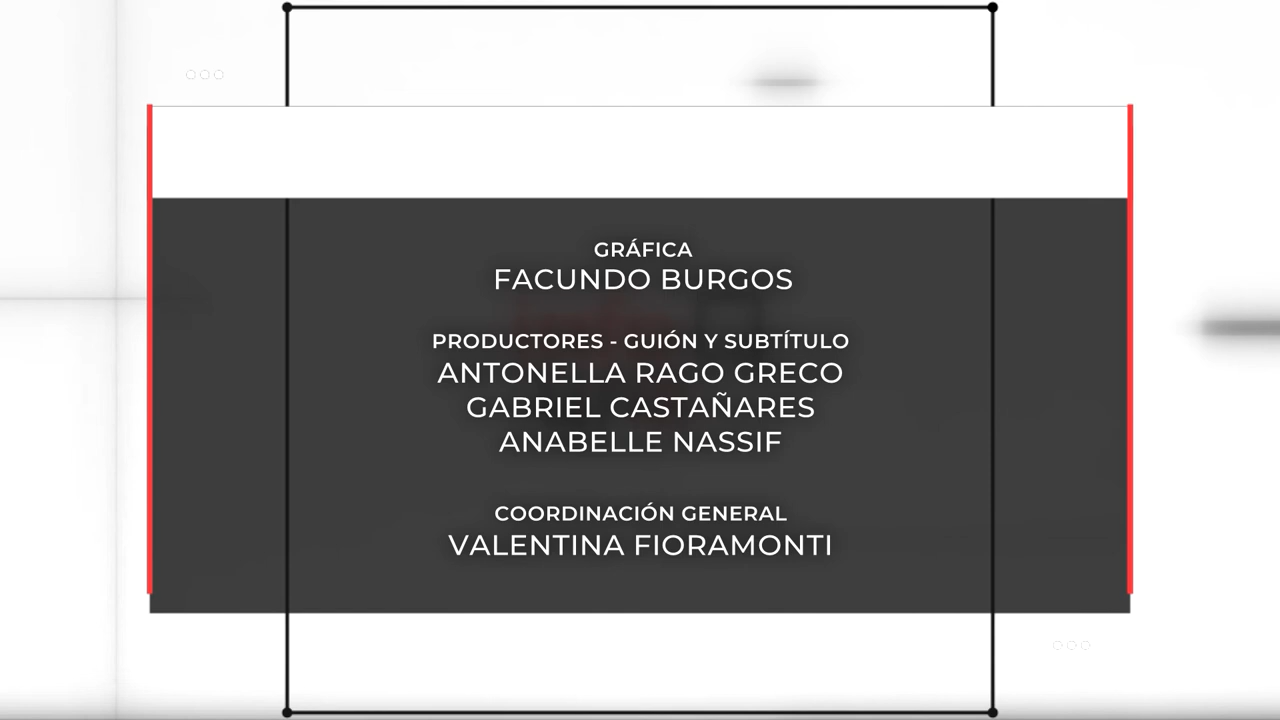 GRÁFICA
FACUNDO BURGOS
PRODUCTORES - GUIÓN Y SUBTÍTULO
ANTONELLA RAGO GRECO
GABRIEL CASTAÑARES
ANABELLE NASSIF
COORDINACIÓN GENERAL
VALENTINA FIORAMONTI